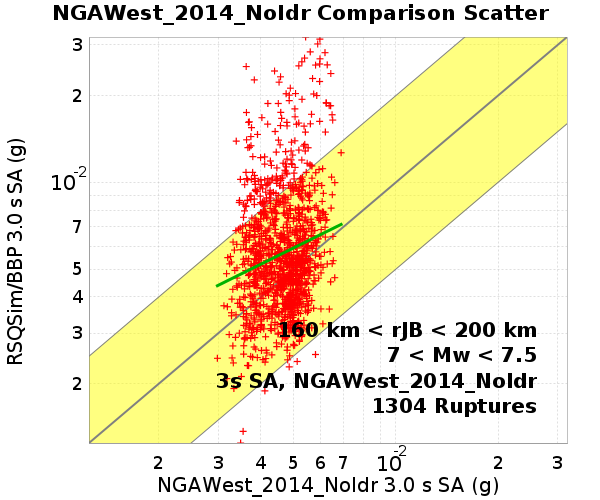 NGAWest_2014_NoIdr Comparison Scatter
RSQSim/BBP 3.0 s SA (g)
3
2
10-2
7
5
4
3
2
160 km < rJB < 200 km
7 < Mw < 7.5
3s SA, NGAWest_2014_NoIdr
1304 Ruptures
2 3 4 5 6 7 10-2 2 3
NGAWest_2014_NoIdr 3.0 s SA (g)